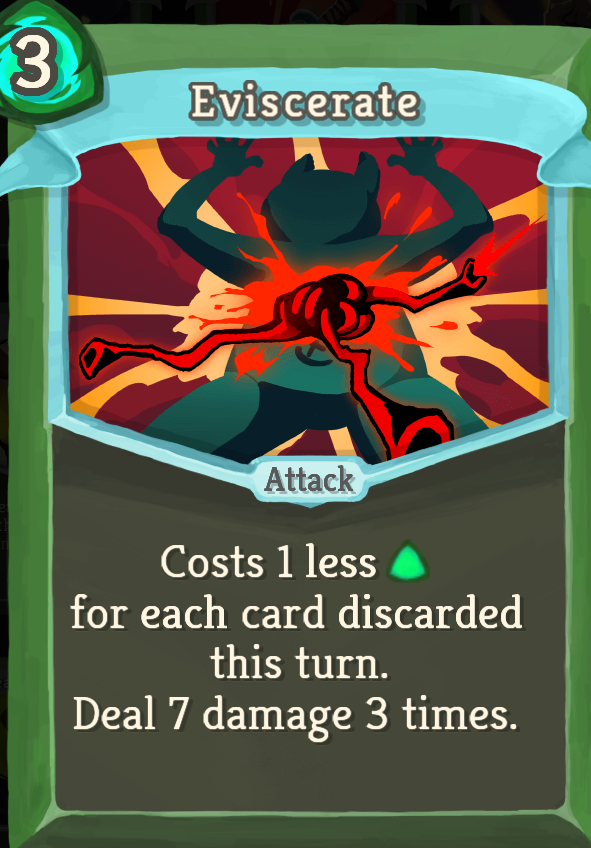 3
Eviscerate
Attack
Costs 1 less
for each card discarded
this turn.
Deal 7 damage 3 times.